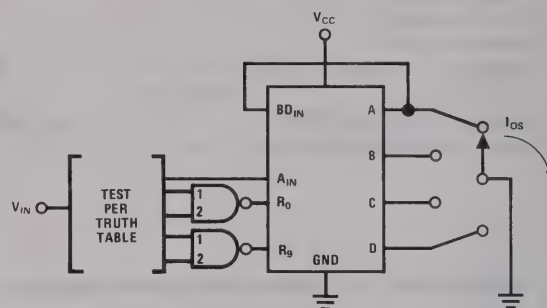 VCC
BDIN
A
IOS
B
AIN
C
R0
D
R9
GND
VIN
TEST
PER
TRUTH
TABLE
1
2
1
2